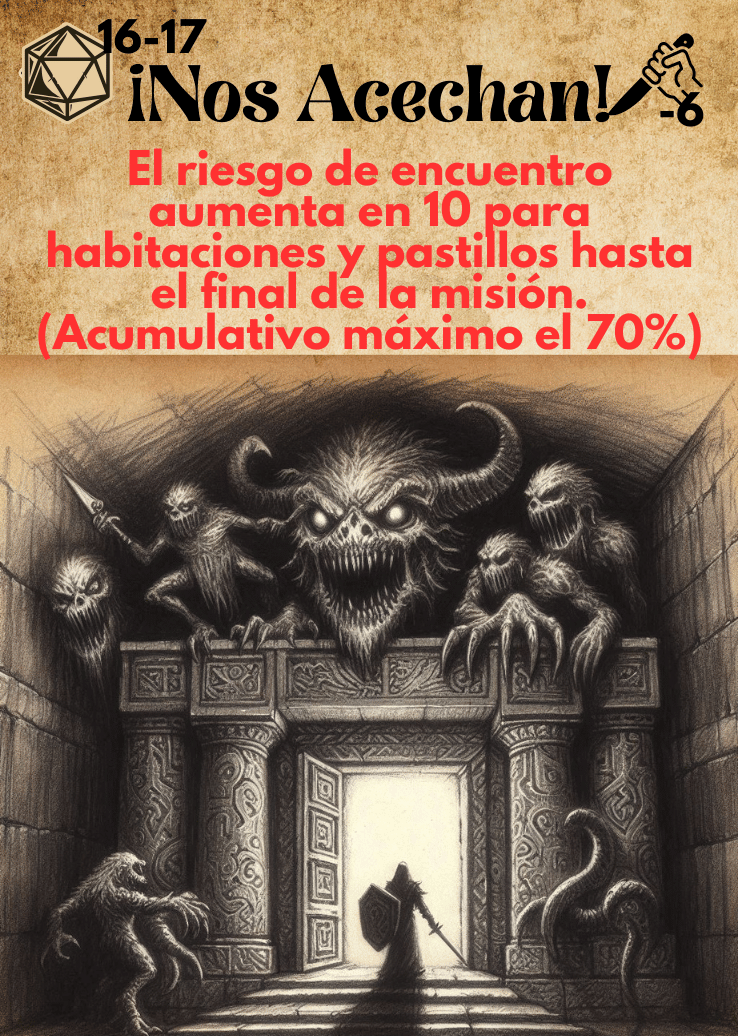 16-17
¡Nos Acechan!
-6
El riesgo de encuentro
aumenta en 10 para
habitaciones y pastillos hasta
el final de la misión.
(Acumulativo máximo el 70%)